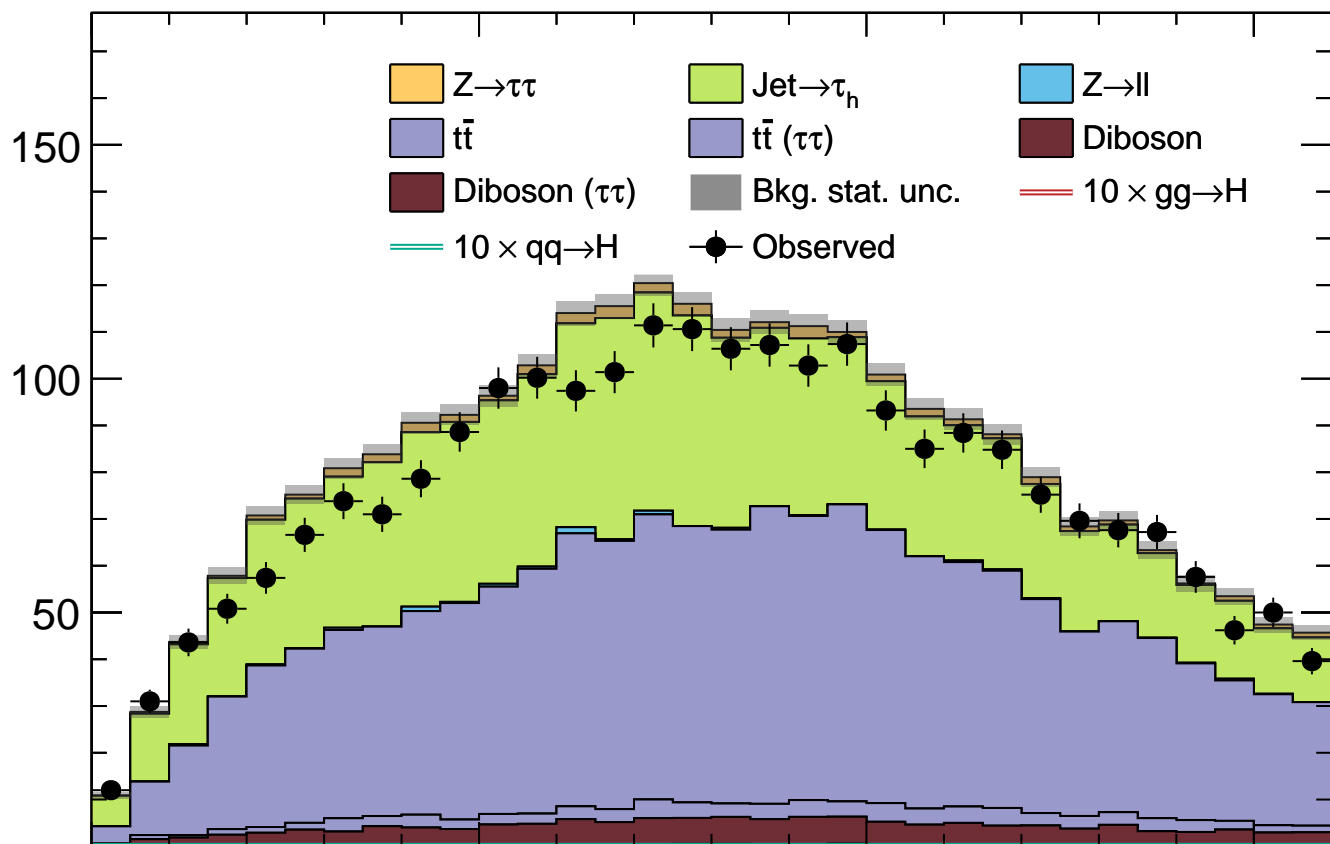 Z→ττ Jet→τh Z→ll
150
tt̄ tt̄ (ττ) Diboson
Diboson (ττ) Bkg. stat. unc. 10 × gg→H
10 × qq→H Observed
100
50